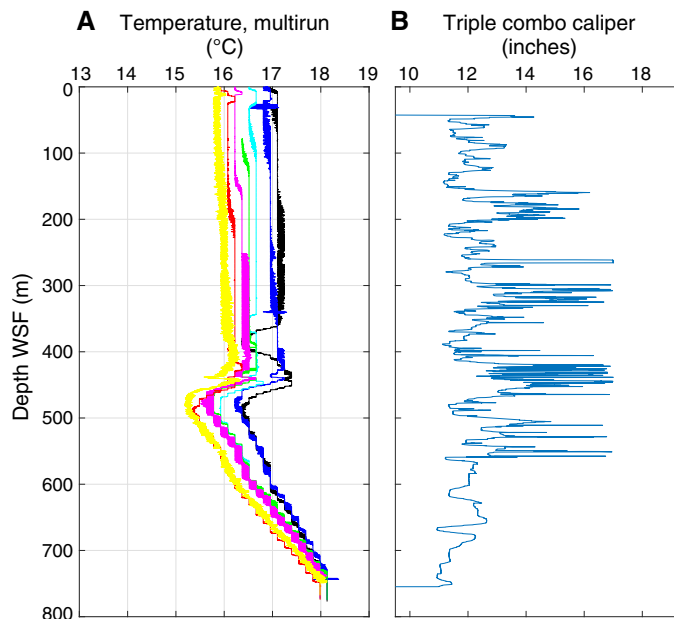 A Temperature, multirun
(°C)
13 14 15 16 17 18 19
B Triple combo caliper
(inches)
10 12 14 16 18
Depth WSF (m)
0
100
200
300
400
500
600
700
800